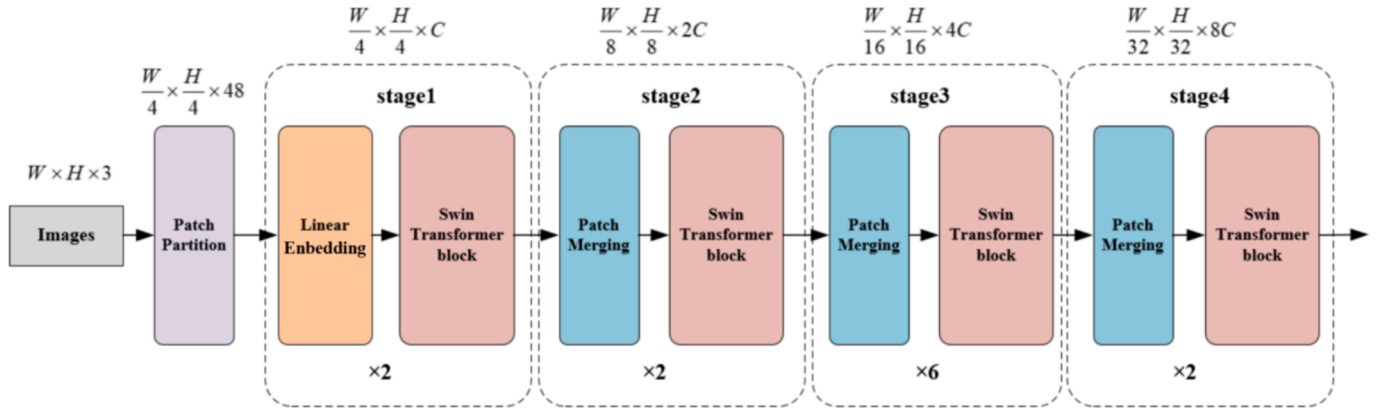 W/4 × H/4 × C
W/8 × H/8 × 2C
W/16 × H/16 × 4C
W/32 × H/32 × 8C
W/4 × H/4 × 48
stage1
stage2
stage3
stage4
W × H × 3
Images
Patch
Partition
Linear
Enbedding
Swin
Transformer
block
Patch
Merging
Swin
Transformer
block
Patch
Merging
Swin
Transformer
block
Patch
Merging
Swin
Transformer
block
×2
×2
×6
×2